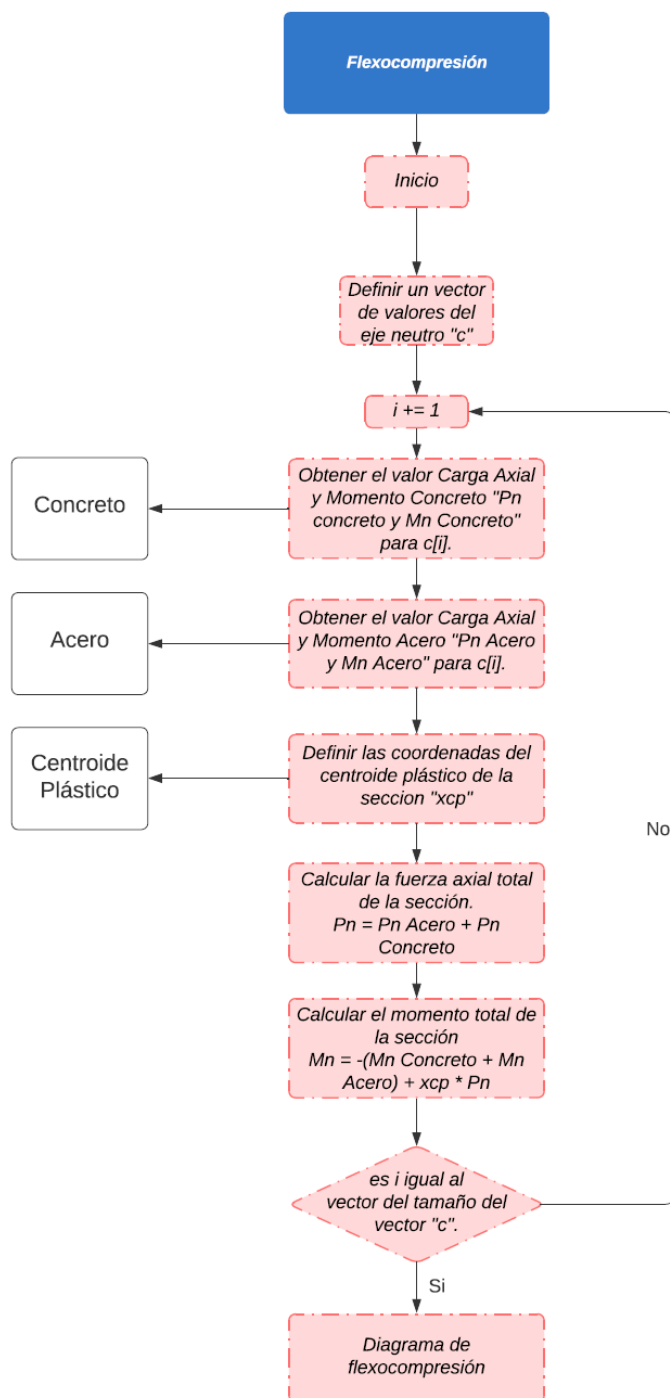 Flexocompresión
Inicio
Definir un vector
de valores del
eje neutro "c"
i += 1
Obtener el valor Carga Axial
y Momento Concreto "Pn
concreto y Mn Concreto"
para c[i].
Concreto
Obtener el valor Carga Axial
y Momento Acero "Pn Acero
y Mn Acero" para c[i].
Acero
Definir las coordenadas del
centroide plástico de la
seccion "xcp"
Centroide
Plástico
No
Calcular la fuerza axial total
de la sección.
Pn = Pn Acero + Pn
Concreto
Calcular el momento total de
la sección
Mn = -(Mn Concreto + Mn
Acero) + xcp * Pn
es i igual al
vector del tamaño del
vector "c".
Si
Diagrama de
flexocompresión